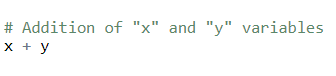 # Addition of "x" and "y" variables
x + y